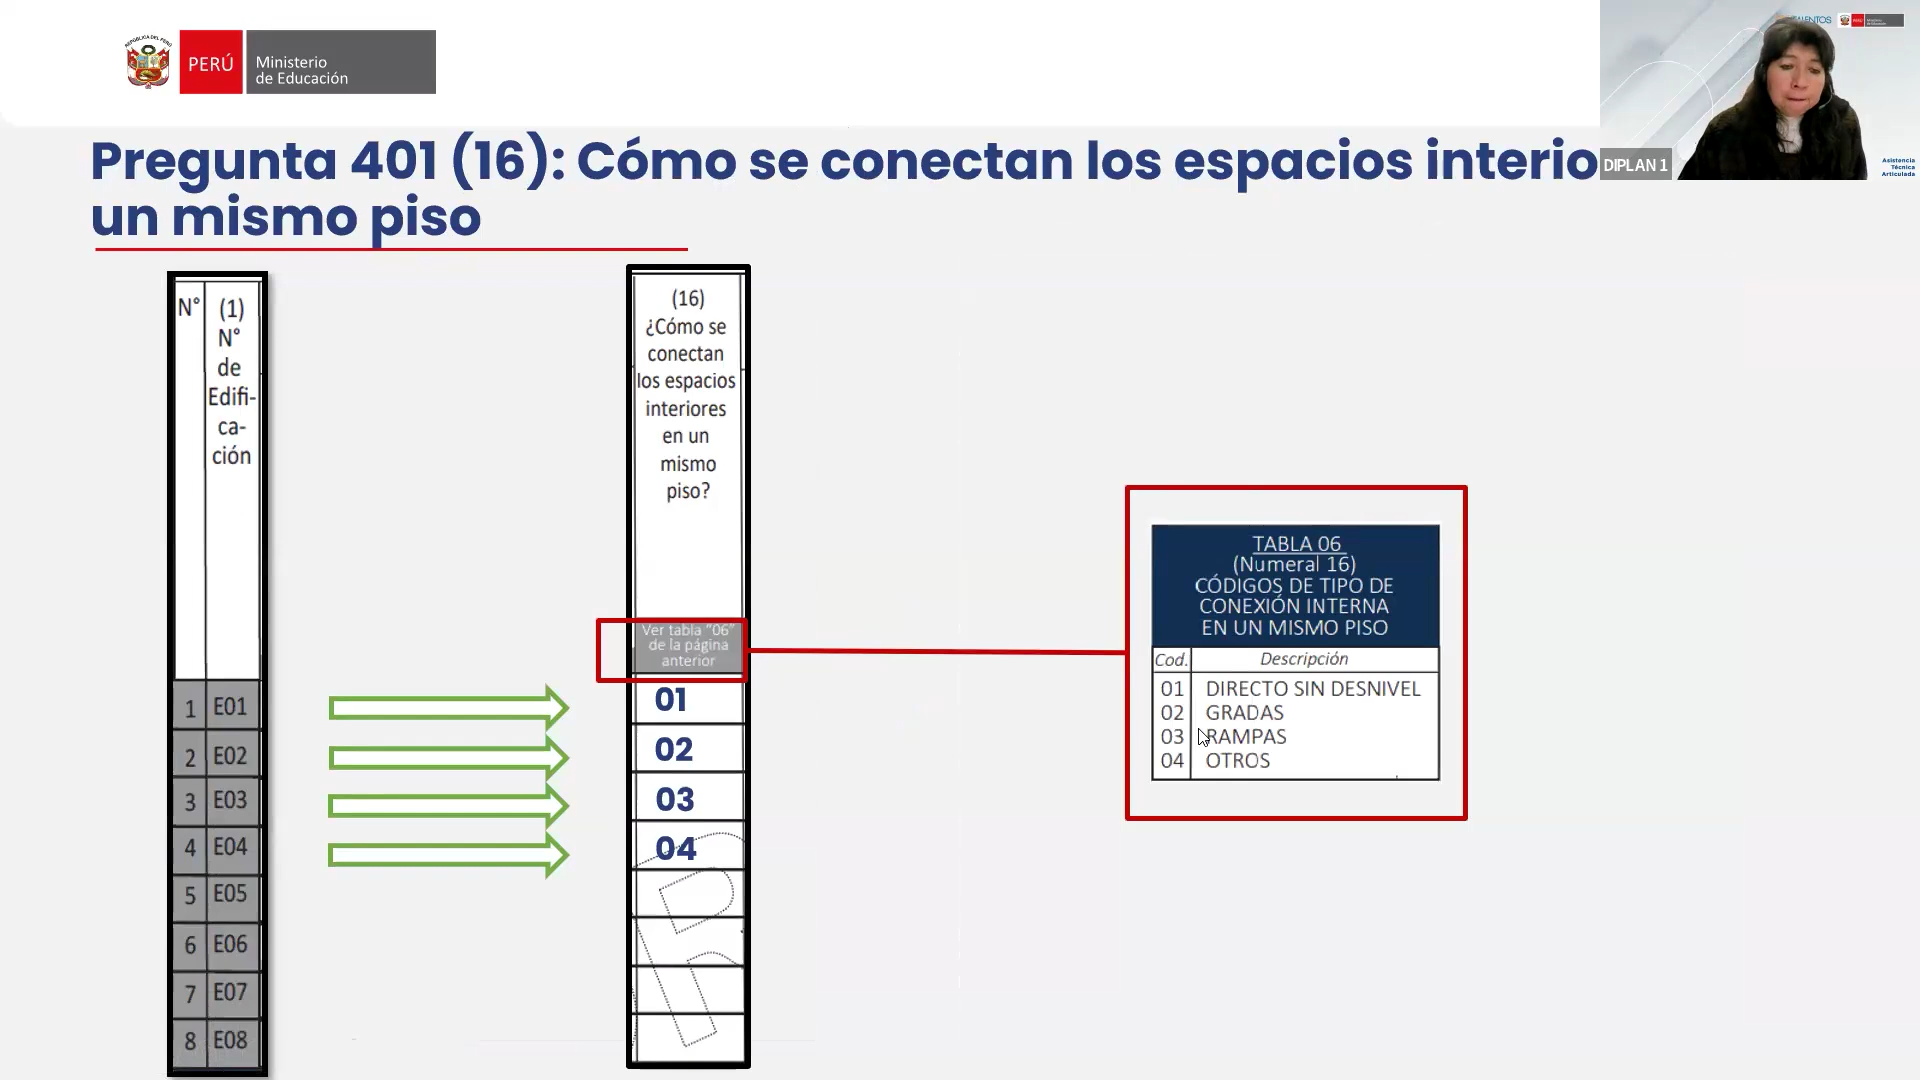 PERÚ
Ministerio
de Educación
Pregunta 401 (16): Cómo se conectan los espacios interio
un mismo piso
DIPLAN 1
Asistencia
Técnica
Articulada
N°
(1)
N°
de
Edifi-
ca-
ción
1 E01
2 E02
3 E03
4 E04
5 E05
6 E06
7 E07
8 E08
(16)
¿Cómo se
conectan
los espacios
interiores
en un
mismo
piso?
Ver tabla "06"
de la página
anterior
01
02
03
04
TABLA 06
(Numeral 16)
CÓDIGOS DE TIPO DE
CONEXIÓN INTERNA
EN UN MISMO PISO
Cod. Descripción
01 DIRECTO SIN DESNIVEL
02 GRADAS
03 RAMPAS
04 OTROS